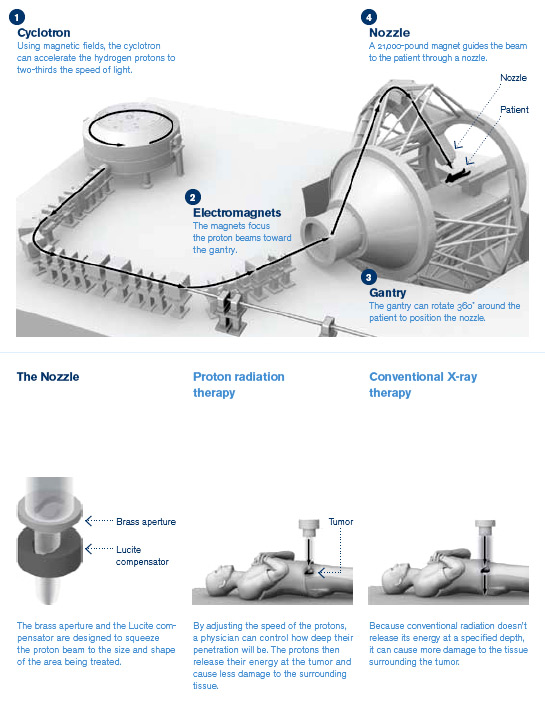 1
Cyclotron
Using magnetic fields, the cyclotron
can accelerate the hydrogen protons to
two-thirds the speed of light.
4
Nozzle
A 21,000-pound magnet guides the beam
to the patient through a nozzle.
Nozzle
Patient
2
Electromagnets
The magnets focus
the proton beams toward
the gantry.
3
Gantry
The gantry can rotate 360° around the
patient to position the nozzle.
The Nozzle
Brass aperture
Lucite
compensator
The brass aperture and the Lucite com-
pensator are designed to squeeze
the proton beam to the size and shape
of the area being treated.
Proton radiation
therapy
Tumor
By adjusting the speed of the protons,
a physician can control how deep their
penetration will be. The protons then
release their energy at the tumor and
cause less damage to the surrounding
tissue.
Conventional X-ray
therapy
Because conventional radiation doesn't
release its energy at a specified depth,
it can cause more damage to the tissue
surrounding the tumor.